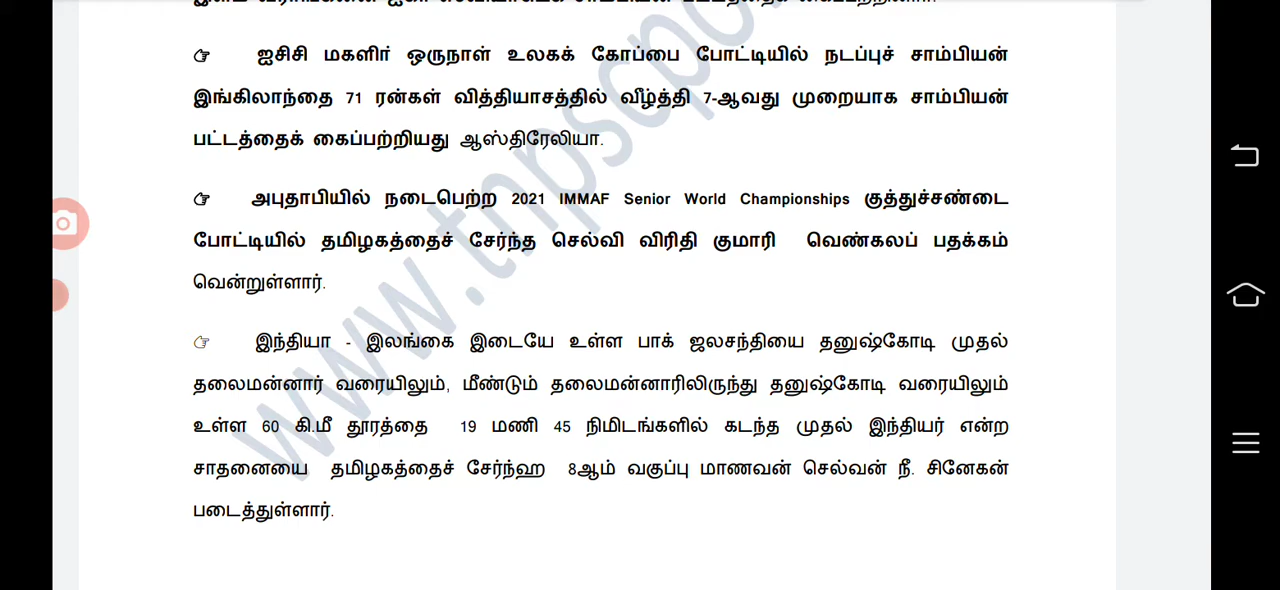 ☞ ஐசிசி மகளிர் ஒருநாள் உலகக் கோப்பை போட்டியில் நடப்புச் சாம்பியன்
இங்கிலாந்தை 71 ரன்கள் வித்தியாசத்தில் வீழ்த்தி 7-ஆவது முறையாக சாம்பியன்
பட்டத்தைக் கைப்பற்றியது ஆஸ்திரேலியா.
☞ அபுதாபியில் நடைபெற்ற 2021 IMMAF Senior World Championships குத்துச்சண்டை
போட்டியில் தமிழகத்தைச் சேர்ந்த செல்வி விரிதி குமாரி வெண்கலப் பதக்கம்
வென்றுள்ளார்.
☞ இந்தியா - இலங்கை இடையே உள்ள பாக் ஜலசந்தியை தனுஷ்கோடி முதல்
தலைமன்னார் வரையிலும், மீண்டும் தலைமன்னாரிலிருந்து தனுஷ்கோடி வரையிலும்
உள்ள 60 கி.மீ தூரத்தை 19 மணி 45 நிமிடங்களில் கடந்த முதல் இந்தியர் என்ற
சாதனையை தமிழகத்தைச் சேர்ந்ஹ 8ஆம் வகுப்பு மாணவன் செல்வன் நீ. சினேகன்
படைத்துள்ளார்.
www.tnpscpo